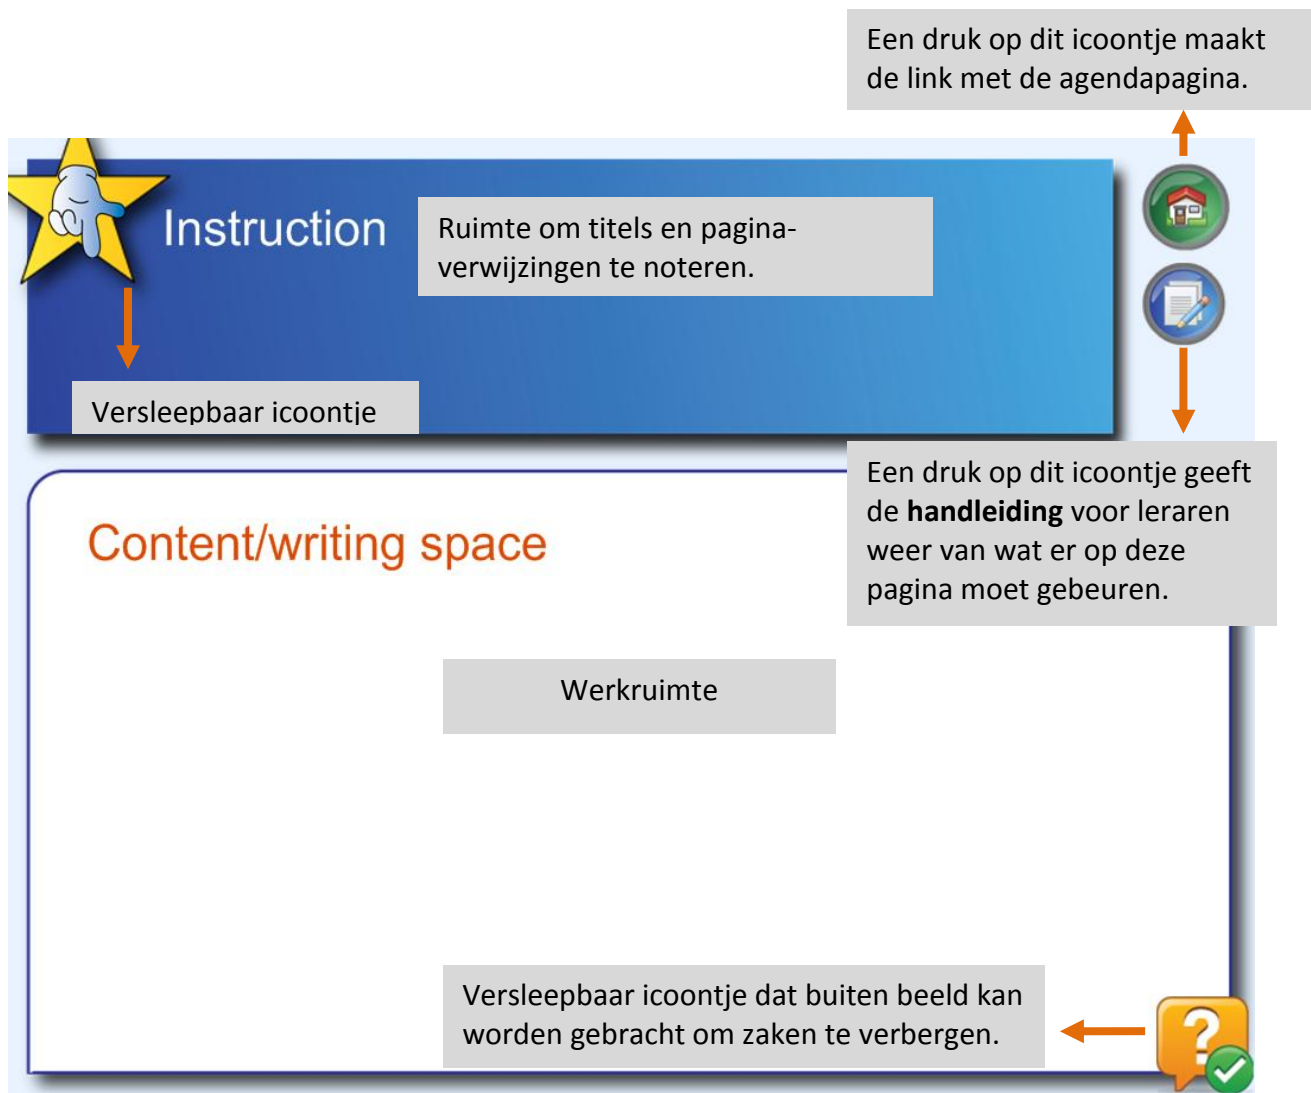 Een druk op dit icoontje maakt
de link met de agendapagina.
Instruction
Ruimte om titels en pagina-
verwijzingen te noteren.
Versleepbaar icoontje
Een druk op dit icoontje geeft
de handleiding voor leraren
weer van wat er op deze
pagina moet gebeuren.
Content/writing space
Werkruimte
Versleepbaar icoontje dat buiten beeld kan
worden gebracht om zaken te verbergen.
?